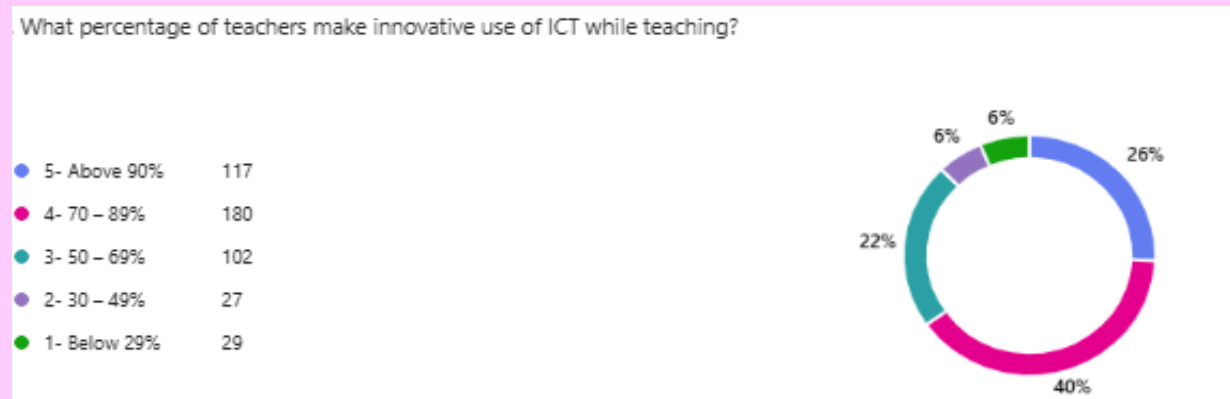 . What percentage of teachers make innovative use of ICT while teaching?
5- Above 90% 117
4- 70 – 89% 180
3- 50 – 69% 102
2- 30 – 49% 27
1- Below 29% 29
6%
6%
26%
22%
40%